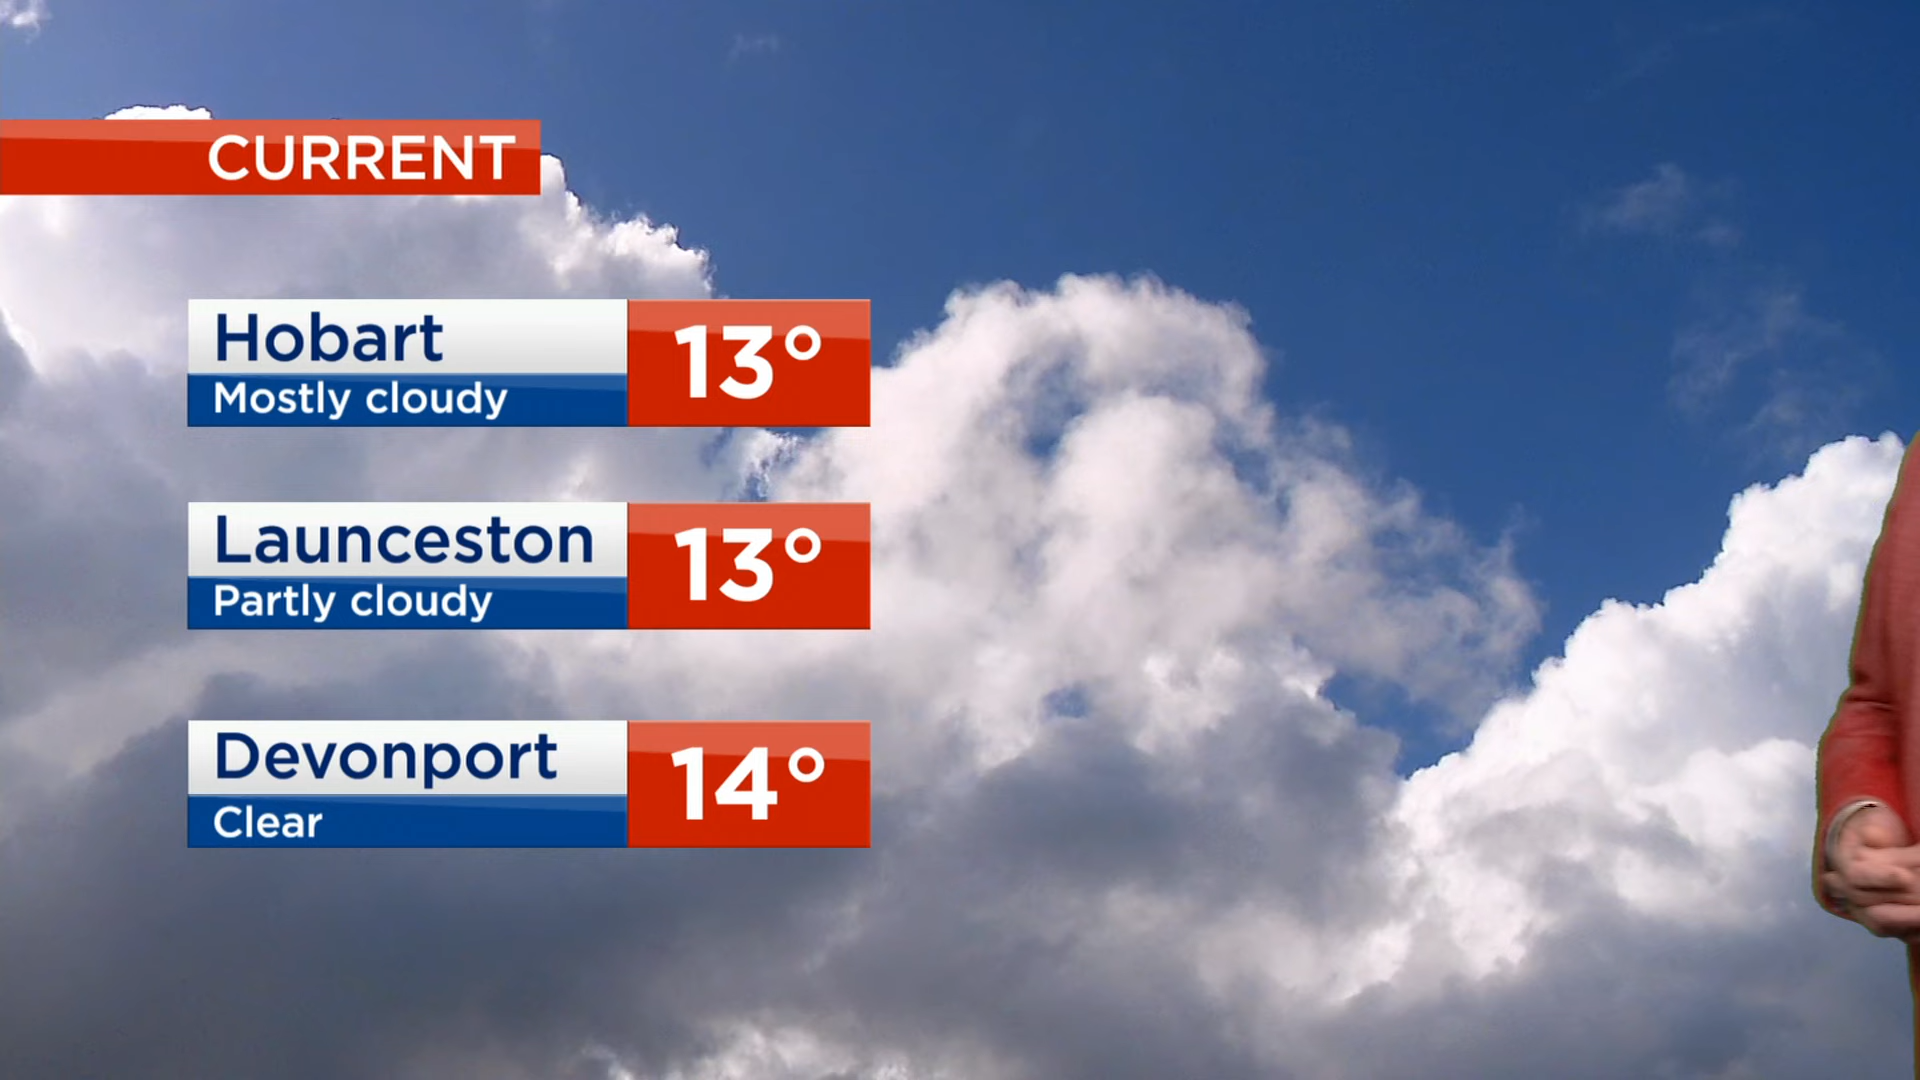 CURRENT
Hobart
13°
Mostly cloudy
Launceston
13°
Partly cloudy
Devonport
14°
Clear